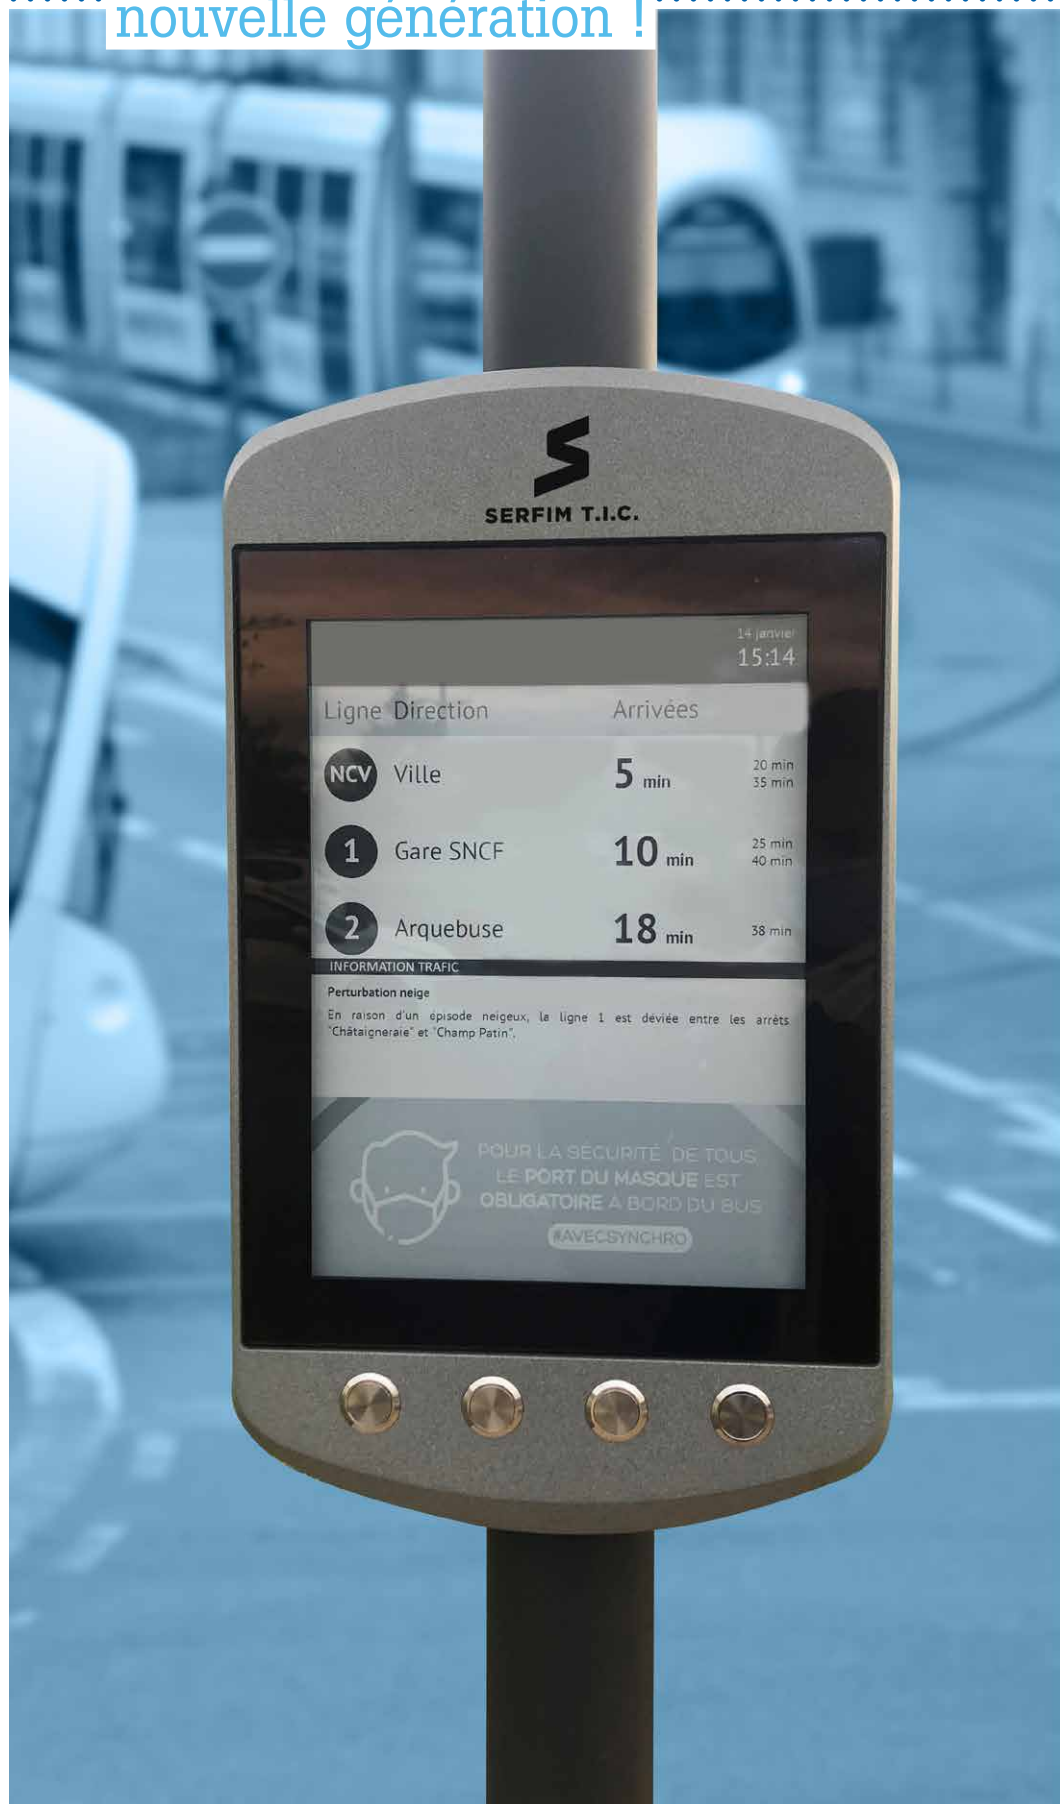 nouvelle génération !
SERFIM T.I.C.
14 janvier
15:14
Ligne Direction Arrivées
NCV Ville 5 min 20 min
35 min
1 Gare SNCF 10 min 25 min
40 min
2 Arquebuse 18 min 38 min
INFORMATION TRAFIC
Perturbation neige
En raison d'un épisode neigeux, la ligne 1 est déviée entre les arrêts
"Châtaigneraie" et "Champ Patin".
POUR LA SÉCURITÉ DE TOUS
LE PORT DU MASQUE EST
OBLIGATOIRE À BORD DU BUS
#AVECSYNCHRO